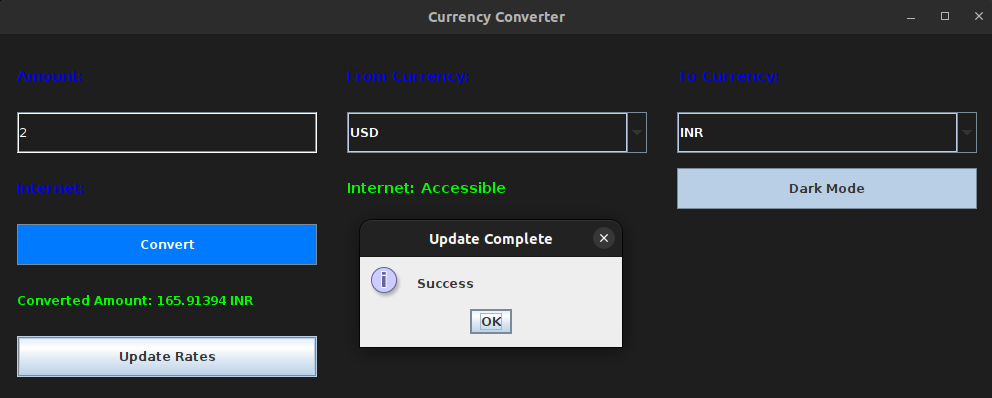 Currency Converter
Amount:
From Currency:
To Currency:
2
USD
INR
Internet:
Internet: Accessible
Dark Mode
Convert
Update Complete
Success
Converted Amount: 165.91394 INR
OK
Update Rates